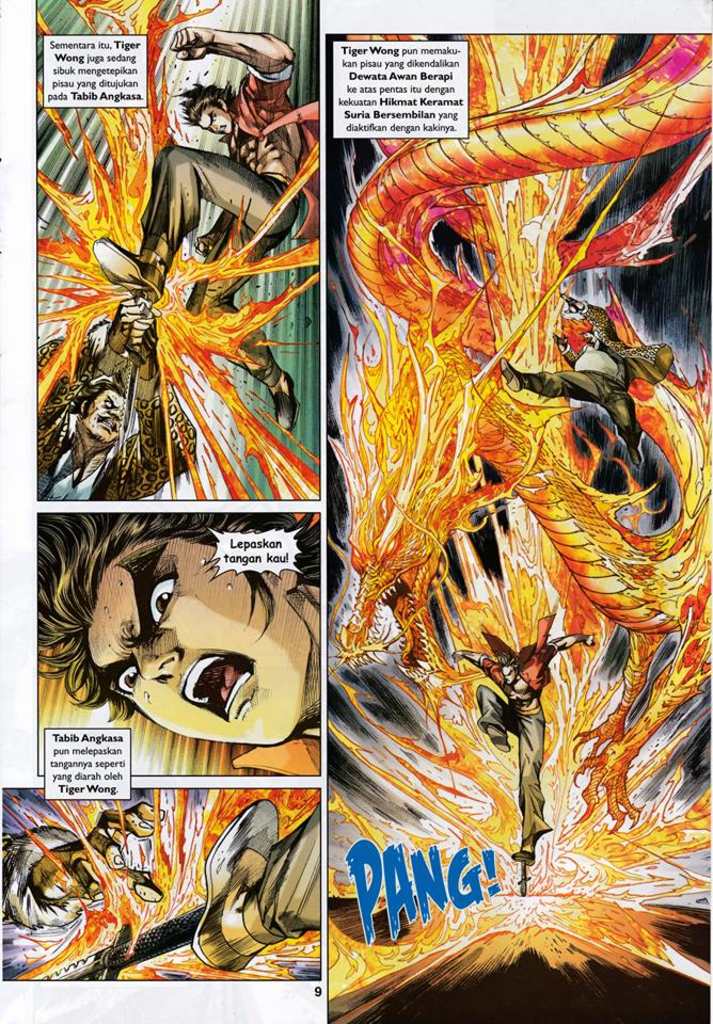 Sementara itu, Tiger
Wong juga sedang
sibuk mengetepikan
pisau yang ditujukan
pada Tabib Angkasa.
Lepaskan
tangan kau!
Tabib Angkasa
pun melepaskan
tangannya seperti
yang diarah oleh
Tiger Wong.
Tiger Wong pun memaku-
kan pisau yang dikendalikan
Dewata Awan Berapi
ke atas pentas itu dengan
kekuatan Hikmat Keramat
Suria Bersembilan yang
diaktifkan dengan kakinya.
PANG!
9